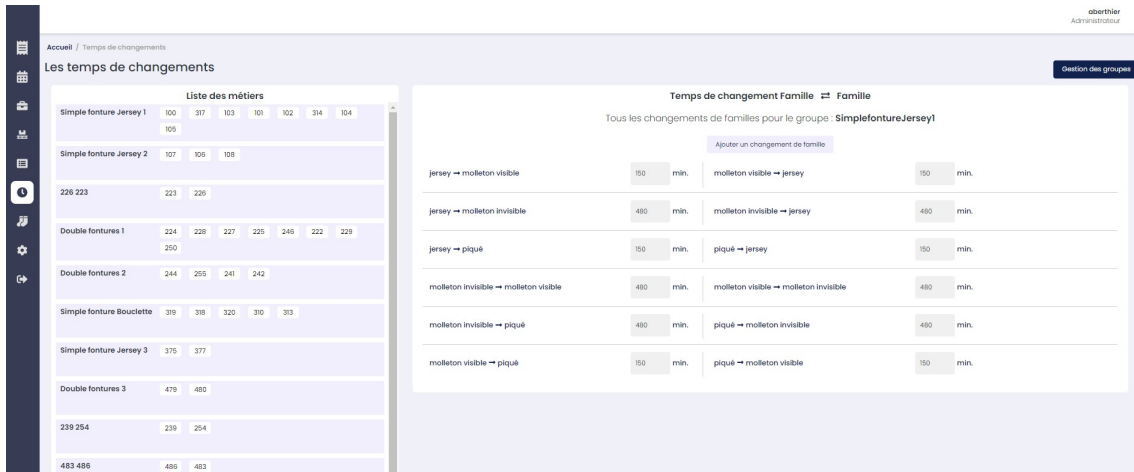 aberthier
Administrateur
Accueil / Temps de changements
Les temps de changements
Gestion des groupes
Liste des métiers
Simple fonture Jersey 1 100 317 103 101 102 314 104
105
Simple fonture Jersey 2 107 106 108
226 223 223 226
Double fontures 1 224 228 227 225 246 222 229
250
Double fontures 2 244 255 241 242
Simple fonture Bouclette 319 318 320 310 313
Simple fonture Jersey 3 375 377
Double fontures 3 479 480
239 254 239 254
483 486 486 483
Temps de changement Famille ⇄ Famille
Tous les changements de familles pour le groupe : SimplefontureJersey1
Ajouter un changement de famille
jersey → molleton visible 150 min. molleton visible → jersey 150 min.
jersey → molleton invisible 480 min. molleton invisible → jersey 480 min.
jersey → piqué 150 min. piqué → jersey 150 min.
molleton invisible → molleton visible 480 min. molleton visible → molleton invisible 480 min.
molleton invisible → piqué 480 min. piqué → molleton invisible 480 min.
molleton visible → piqué 150 min. piqué → molleton visible 150 min.